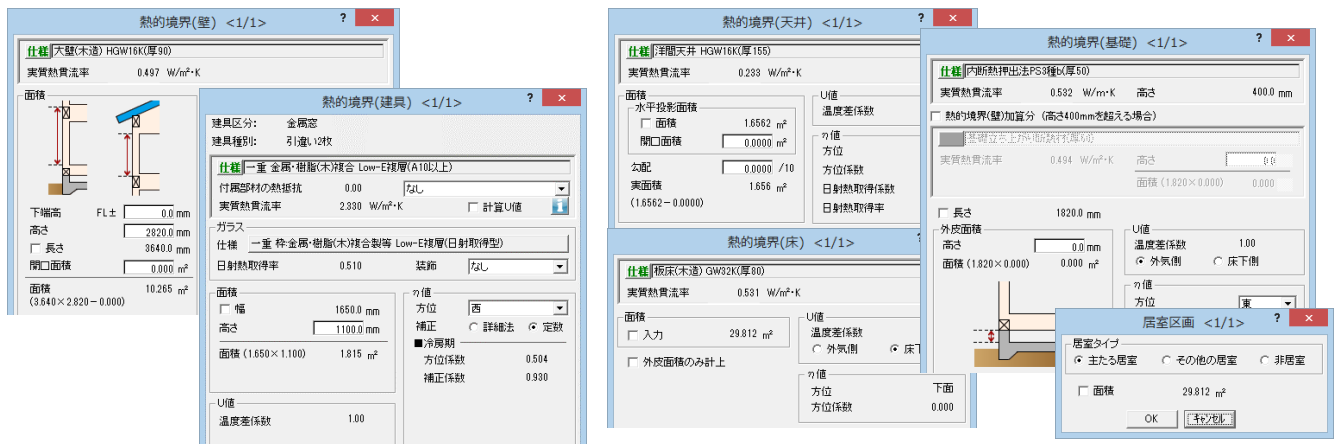 熱的境界(壁) <1/1>
? ×
仕様 大壁(木造) HGW16K(厚90)
実質熱貫流率 0.497 W/m²・K
面積
下端高 FL± 0.0 mm
高さ 2820.0 mm
長さ 3640.0 mm
開口面積 0.000 m²
面積 10.265 m²
(3.640×2.820-0.000)
熱的境界(建具) <1/1>
? ×
建具区分: 金属窓
建具種別: 引違い2枚
仕様 一重 金属・樹脂(木)複合 Low-E複層(A10以上)
付属部材の熱抵抗 0.00 なし
実質熱貫流率 2.330 W/m²・K 計算U値 i
ガラス
仕様 一重 枠:金属・樹脂(木)複合製等 Low-E複層(日射取得型)
日射熱取得率 0.510 装飾 なし
面積
幅 1650.0 mm
高さ 1100.0 mm
面積 (1.650×1.100) 1.815 m²
η値
方位 西
補正 詳細法 定数
■冷房期
方位係数 0.504
補正係数 0.930
U値
温度差係数 1.00
熱的境界(天井) <1/1>
? ×
仕様 洋間天井 HGW16K(厚155)
実質熱貫流率 0.233 W/m²・K
面積
水平投影面積
面積 1.6562 m²
開口面積 0.0000 m²
勾配 0.0000 /10
実面積 1.656 m²
(1.6562-0.0000)
U値
温度差係数
η値
方位
方位係数
日射熱取得係数
日射熱取得率
熱的境界(床) <1/1>
?
仕様 板床(木造) GW32K(厚80)
実質熱貫流率 0.531 W/m²・K
面積
入力 29.812 m²
外皮面積のみ計上
U値
温度差係数
外気側 床下
η値
方位 下面
方位係数 0.000
熱的境界(基礎) <1/1>
? ×
仕様 内断熱押出法PS3種b(厚50)
実質熱貫流率 0.532 W/m・K 高さ 400.0 mm
熱的境界(壁)加算分 (高さ400mmを超える場合)
実質熱貫流率 0.494 W/m²・K 高さ 0.0
面積 (1.820×0.000) 0.000
長さ 1820.0 mm
外皮面積
高さ 0.0 mm
面積 (1.820×0.000) 0.000 m²
U値
温度差係数 1.00
外気側 床下側
η値
方位 東
居室区画 <1/1>
? ×
居室タイプ
主たる居室 その他の居室 非居室
面積 29.812 m²
OK キャンセル